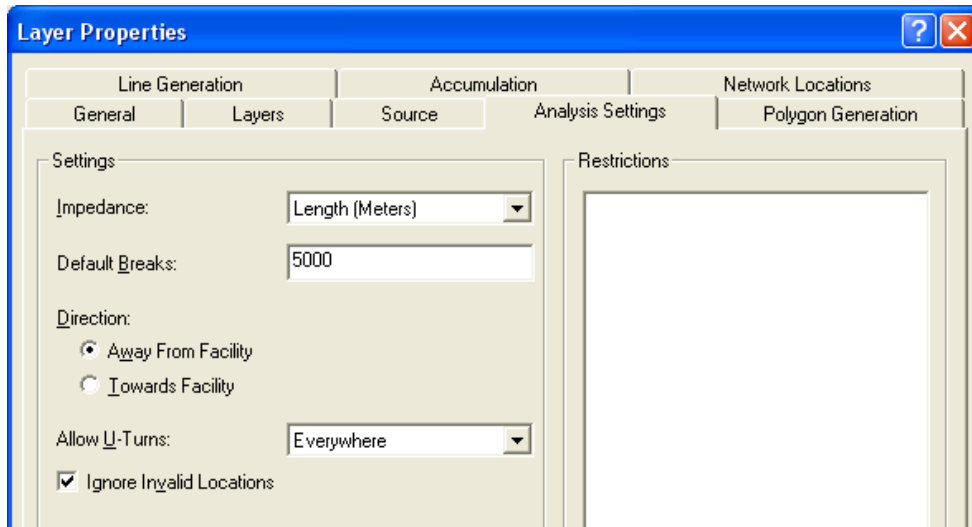 Layer Properties
Line Generation Accumulation Network Locations
General Layers Source Analysis Settings Polygon Generation
Settings
Impedance: Length (Meters)
Default Breaks: 5000
Direction:
Away From Facility
Towards Facility
Allow U-Turns: Everywhere
Ignore Invalid Locations
Restrictions